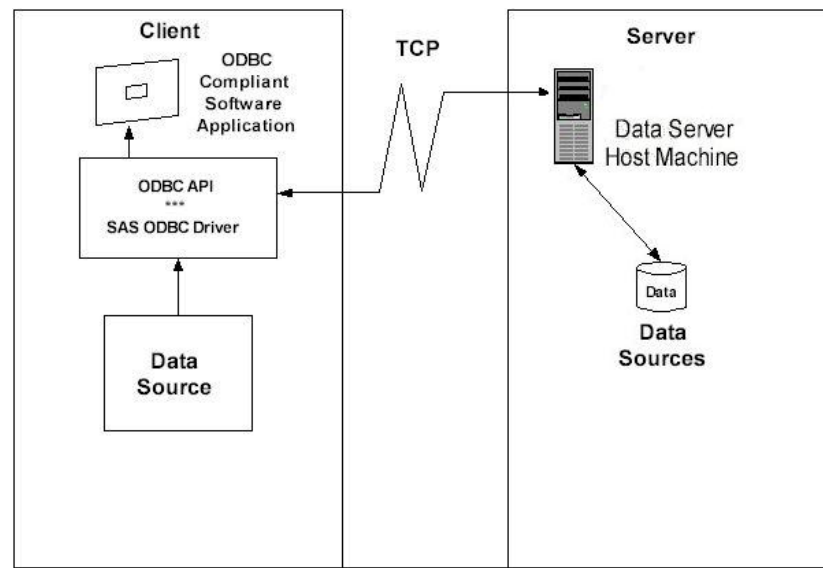 Client
ODBC
Compliant
Software
Application
ODBC API
***
SAS ODBC Driver
Data
Source
TCP
Server
Data Server
Host Machine
Data
Data
Sources